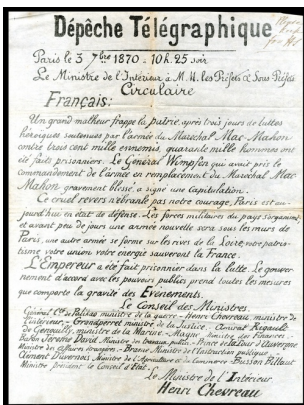 Dépêche Télégraphique
Paris le 3 7bre 1870 - 10h.25 soir
Le Ministre de l'Intérieur à M.M. les Préfets & Sous Préfets
Circulaire
Français:
Un grand malheur frappe la patrie, après trois jours de luttes
héroïques soutenues par l'armée du Maréchal Mac-Mahon
contre trois cent mille ennemis, quarante mille hommes ont
été faits prisonniers. Le Général Wempfen qui avait pris le
commandement de l'armée en remplacement du Maréchal Mac
Mahon gravement blessé a signé une capitulation.
Ce cruel revers n'ébranle pas notre courage, Paris est au-
jourd'hui en état de défense. Les forces militaires du pays s'organisent,
et avant peu de jours une armée nouvelle sera sous les murs de
Paris, une autre armée se forme sur les rives de la Loire. Votre patrio-
tisme votre union votre énergie sauveront la France.
L'Empereur a été fait prisonnier dans la lutte. Le gouver-
nement d'accord avec les pouvoirs publics prend toutes les mesures
que comporte la gravité des Evénements.
Le Conseil des Ministres
Général Cte de Palikao ministre de la guerre - Henri Chevreau ministre de
l'intérieur - Grandperret ministre de la Justice - Amiral Rigault
de Genouilly, ministre de la Marine - Magne ministre des Finances -
Baron Jérôme David Ministre des travaux publics - Prince de la Tour d'Auvergne
Ministre des affaires étrangères - Brame Ministre de l'Instruction publique
Clément Duvernois Ministre de l'Agriculture et du Commerce - Busson Billault
Ministre président le Conseil d'Etat
Le Ministre de l'Intérieur
Henri Chevreau